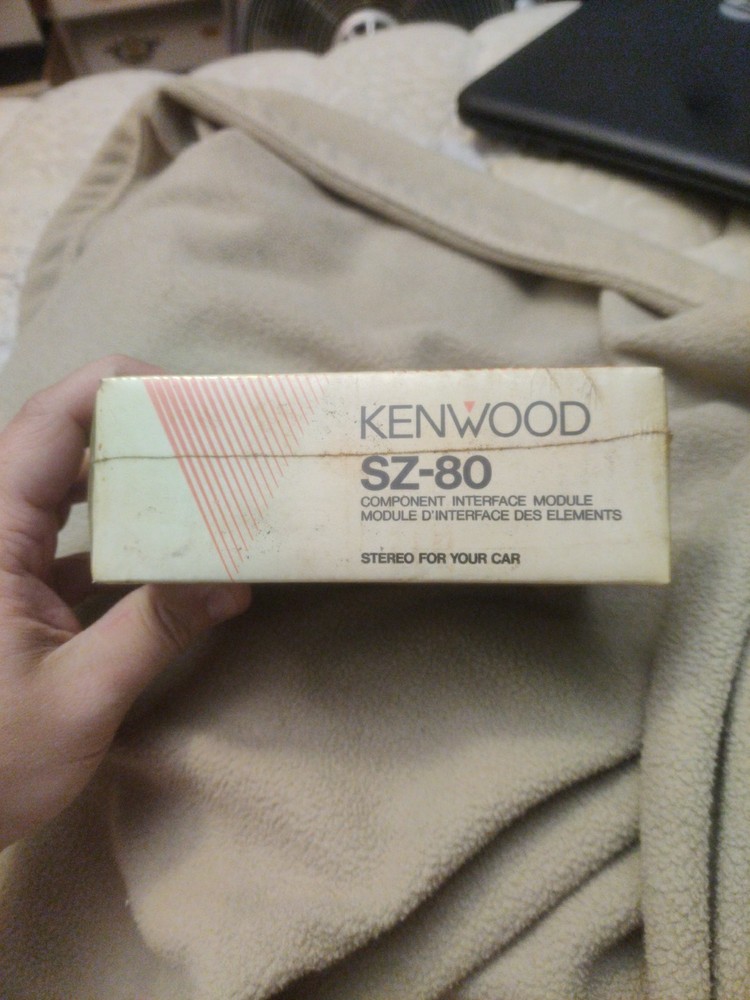 KENWOOD
SZ-80
COMPONENT INTERFACE MODULE
MODULE D'INTERFACE DES ELEMENTS
STEREO FOR YOUR CAR